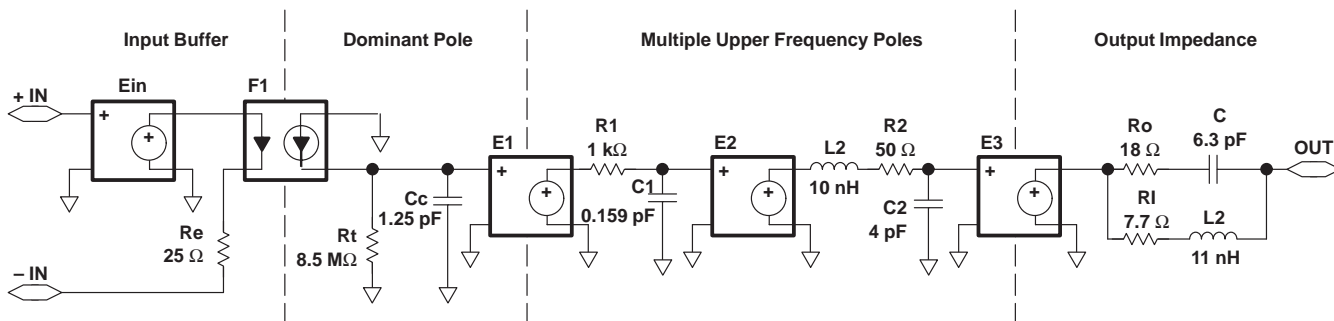 Input Buffer
Dominant Pole
Multiple Upper Frequency Poles
Output Impedance
+ IN
Ein
+
+
F1
Re
25 Ω
– IN
Rt
8.5 MΩ
Cc
1.25 pF
E1
+
+
R1
1 kΩ
C1
0.159 pF
E2
+
+
L2
10 nH
R2
50 Ω
C2
4 pF
E3
+
+
Ro
18 Ω
C
6.3 pF
OUT
Rl
7.7 Ω
L2
11 nH